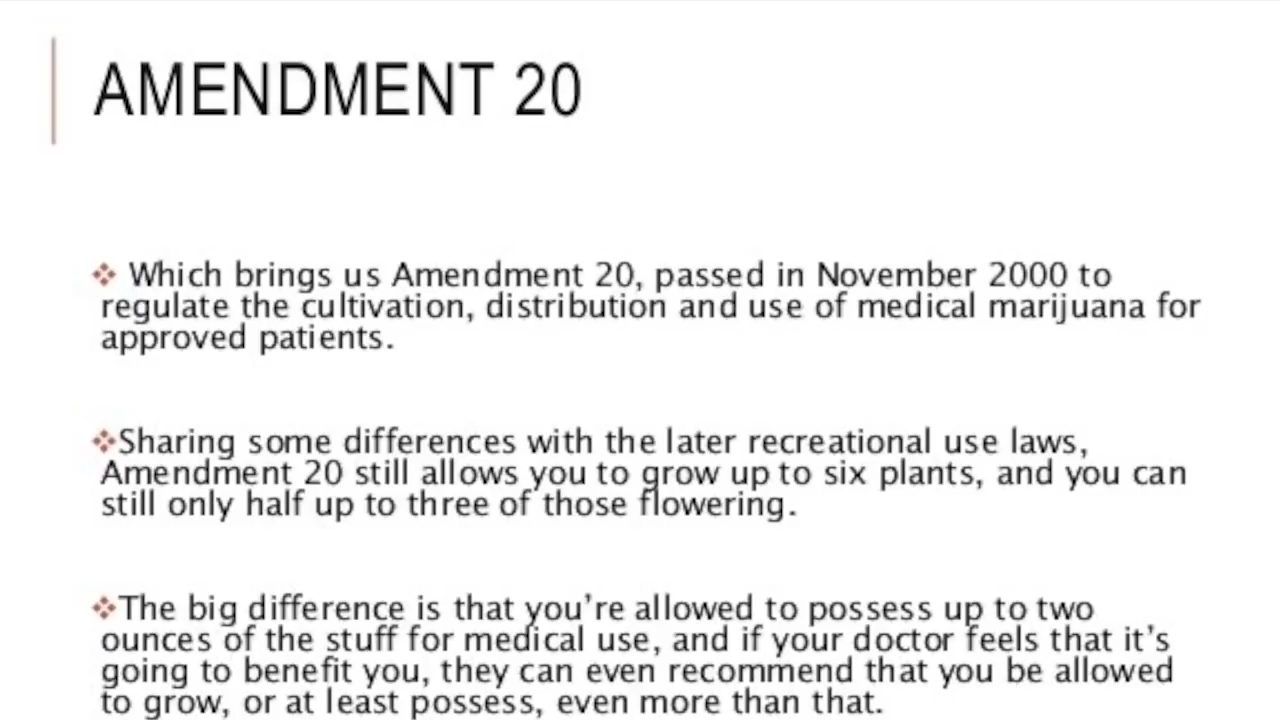 AMENDMENT 20
❖ Which brings us Amendment 20, passed in November 2000 to
regulate the cultivation, distribution and use of medical marijuana for
approved patients.
❖Sharing some differences with the later recreational use laws,
Amendment 20 still allows you to grow up to six plants, and you can
still only half up to three of those flowering.
❖The big difference is that you’re allowed to possess up to two
ounces of the stuff for medical use, and if your doctor feels that it’s
going to benefit you, they can even recommend that you be allowed
to grow, or at least possess, even more than that.